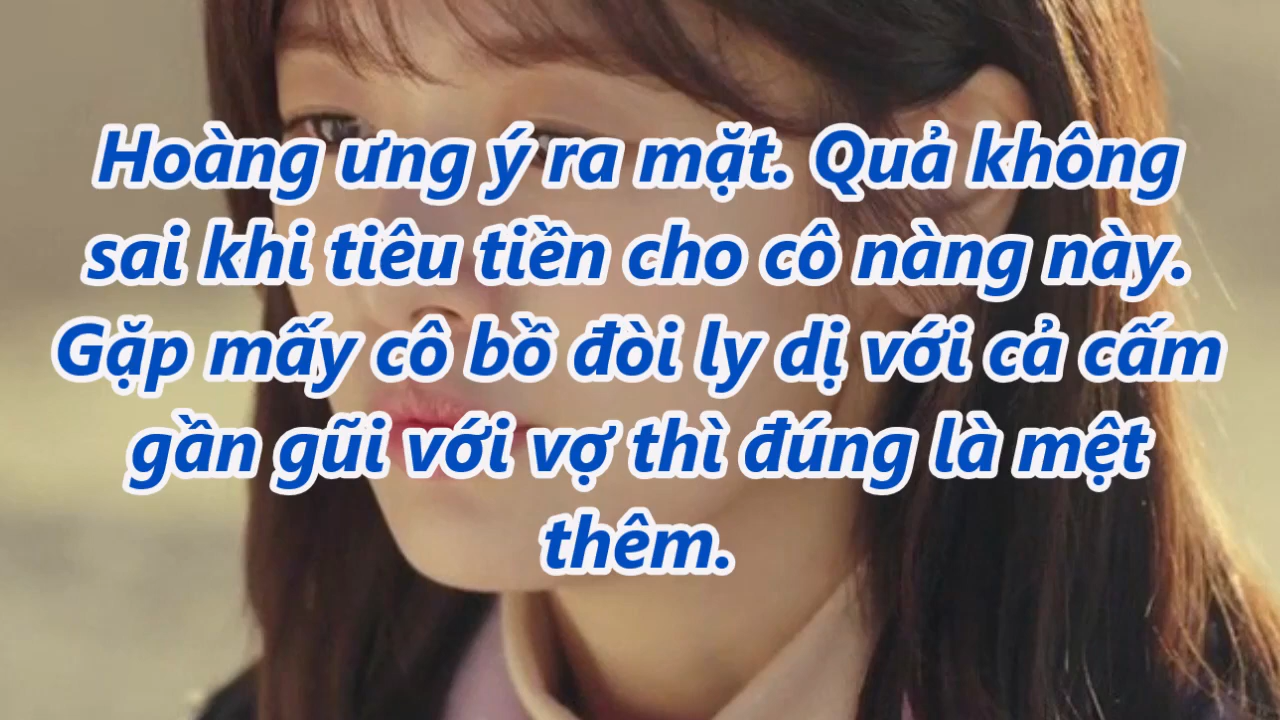 Hoàng ưng ý ra mặt. Quả không
sai khi tiêu tiền cho cô nàng này.
Gặp mấy cô bồ đòi ly dị với cả cấm
gần gũi với vợ thì đúng là mệt
thêm.